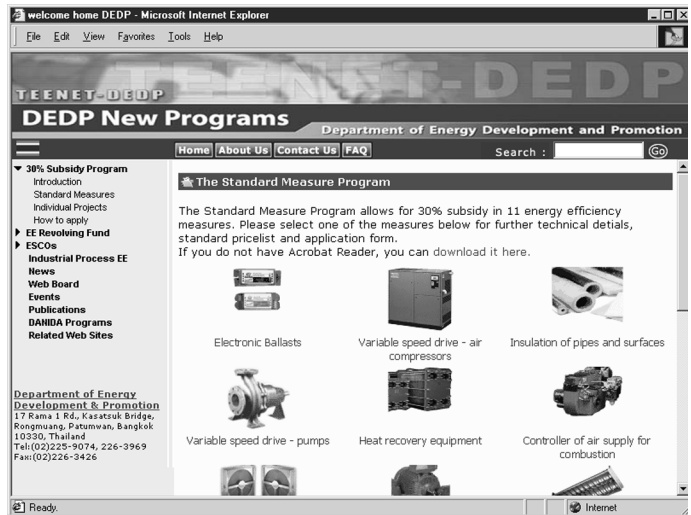 welcome home DEDP - Microsoft Internet Explorer
File Edit View Favorites Tools Help
TEENET-DEDP
TEENET-DEDP
DEDP New Programs
Department of Energy Development and Promotion
Home About Us Contact Us FAQ Search : Go
30% Subsidy Program
Introduction
Standard Measures
Individual Projects
How to apply
EE Revolving Fund
ESCOs
Industrial Process EE
News
Web Board
Events
Publications
DANIDA Programs
Related Web Sites
Department of Energy
Development & Promotion
17 Rama 1 Rd., Kasatsuk Bridge,
Rongmuang, Patumwan, Bangkok
10330, Thailand
Tel:(02)225-9074, 226-3969
Fax:(02)226-3426
The Standard Measure Program
The Standard Measure Program allows for 30% subsidy in 11 energy efficiency
measures. Please select one of the measures below for further technical detials,
standard pricelist and application form.
If you do not have Acrobat Reader, you can download it here.
Electronic Ballasts
Variable speed drive - air
compressors
Insulation of pipes and surfaces
Variable speed drive - pumps
Heat recovery equipment
Controller of air supply for
combustion
Ready.
Internet